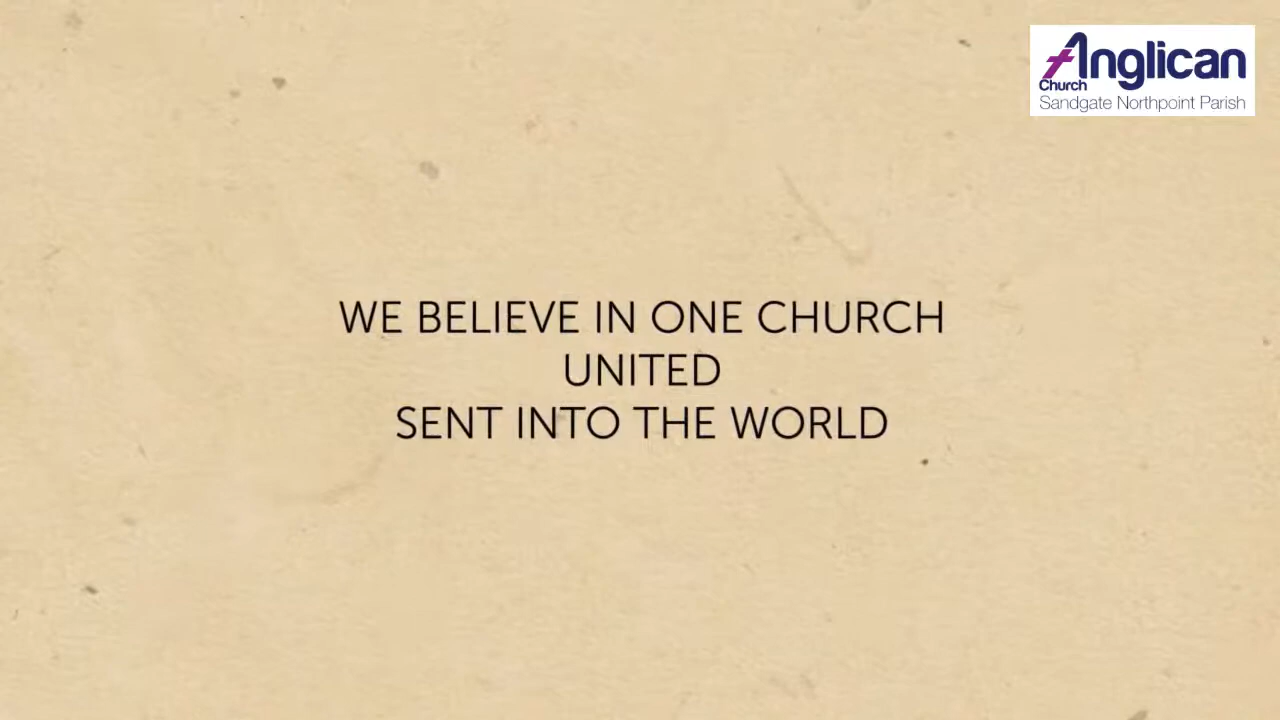 Anglican
Church
Sandgate Northpoint Parish
WE BELIEVE IN ONE CHURCH
UNITED
SENT INTO THE WORLD